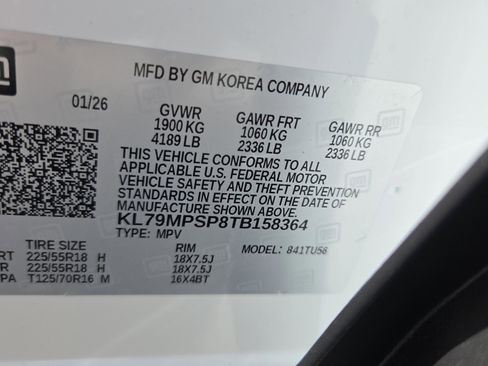 gm
MFD BY GM KOREA COMPANY
01/26 GVWR GAWR FRT GAWR RR
1900 KG 1060 KG 1060 KG
4189 LB 2336 LB 2336 LB
THIS VEHICLE CONFORMS TO ALL
APPLICABLE U.S. FEDERAL MOTOR
VEHICLE SAFETY AND THEFT PREVENTION
STANDARDS IN EFFECT ON THE DATE OF
MANUFACTURE SHOWN ABOVE.
KL79MPSP8TB158364
TYPE: MPV MODEL: 841TU56
TIRE SIZE RIM
RT 225/55R18 H 18X7.5J
R 225/55R18 H 18X7.5J
PA T125/70R16 M 16X4BT